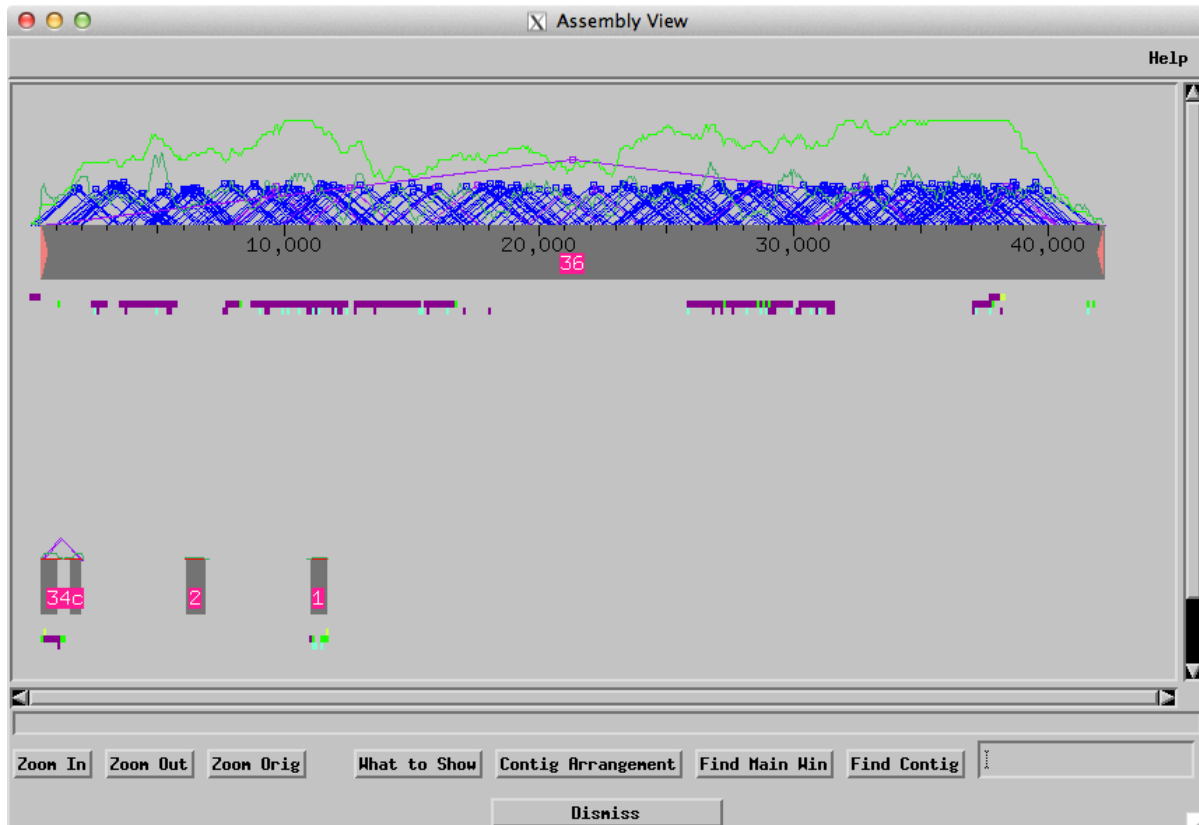 Assembly View
Help
10,000 20,000 30,000 40,000
36
34c 2 1
Zoom In Zoom Out Zoom Orig What to Show Contig Arrangement Find Main Win Find Contig
Dismiss